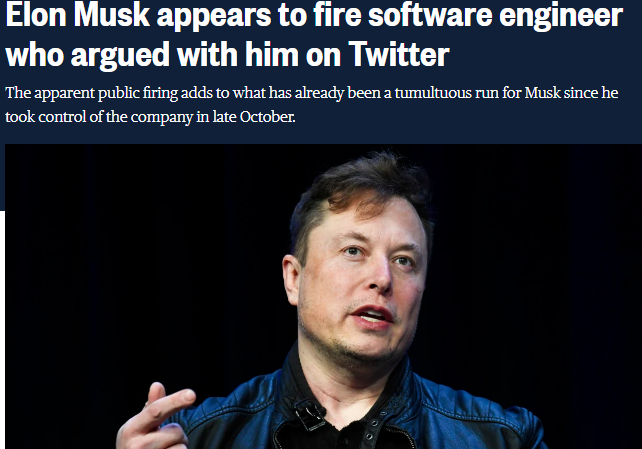 Elon Musk appears to fire software engineer
who argued with him on Twitter
The apparent public firing adds to what has already been a tumultuous run for Musk since he
took control of the company in late October.